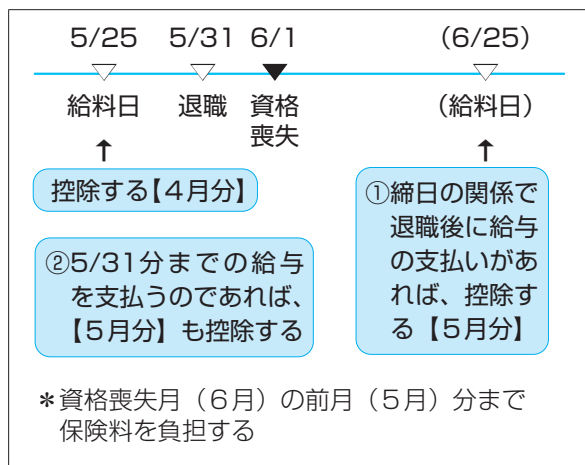 5/25 5/31 6/1 (6/25)
給料日 退職 資格 (給料日)
喪失
↑ ↑
控除する【4月分】
②5/31分までの給与
を支払うのであれば、
【5月分】も控除する
①締日の関係で
退職後に給与
の支払いがあ
れば、控除す
る【5月分】
＊資格喪失月（6月）の前月（5月）分まで
保険料を負担する